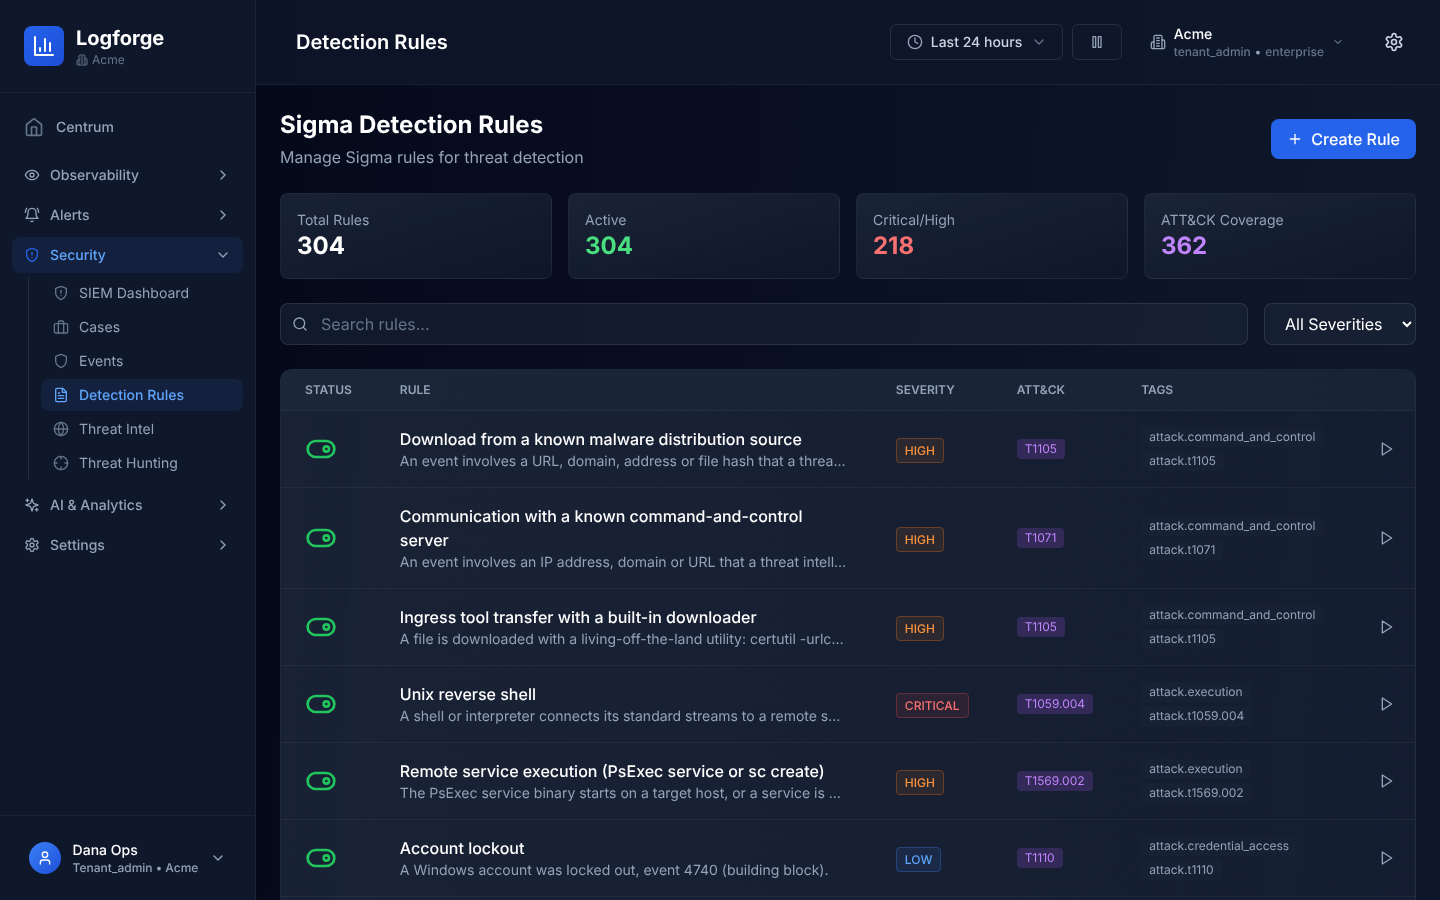 Logforge
Acme
Centrum
Observability
Alerts
Security
SIEM Dashboard
Cases
Events
Detection Rules
Threat Intel
Threat Hunting
AI & Analytics
Settings
Dana Ops
Tenant_admin • Acme
Detection Rules
Last 24 hours
Acme
tenant_admin • enterprise
Sigma Detection Rules
Manage Sigma rules for threat detection
Create Rule
Total Rules
304
Active
304
Critical/High
218
ATT&CK Coverage
362
Search rules...
All Severities
STATUS RULE SEVERITY ATT&CK TAGS
Download from a known malware distribution source
An event involves a URL, domain, address or file hash that a threa...
HIGH
T1105
attack.command_and_control
attack.t1105
Communication with a known command-and-control
server
An event involves an IP address, domain or URL that a threat intell...
HIGH
T1071
attack.command_and_control
attack.t1071
Ingress tool transfer with a built-in downloader
A file is downloaded with a living-off-the-land utility: certutil -urlc...
HIGH
T1105
attack.command_and_control
attack.t1105
Unix reverse shell
A shell or interpreter connects its standard streams to a remote s...
CRITICAL
T1059.004
attack.execution
attack.t1059.004
Remote service execution (PsExec service or sc create)
The PsExec service binary starts on a target host, or a service is ...
HIGH
T1569.002
attack.execution
attack.t1569.002
Account lockout
A Windows account was locked out, event 4740 (building block).
LOW
T1110
attack.credential_access
attack.t1110